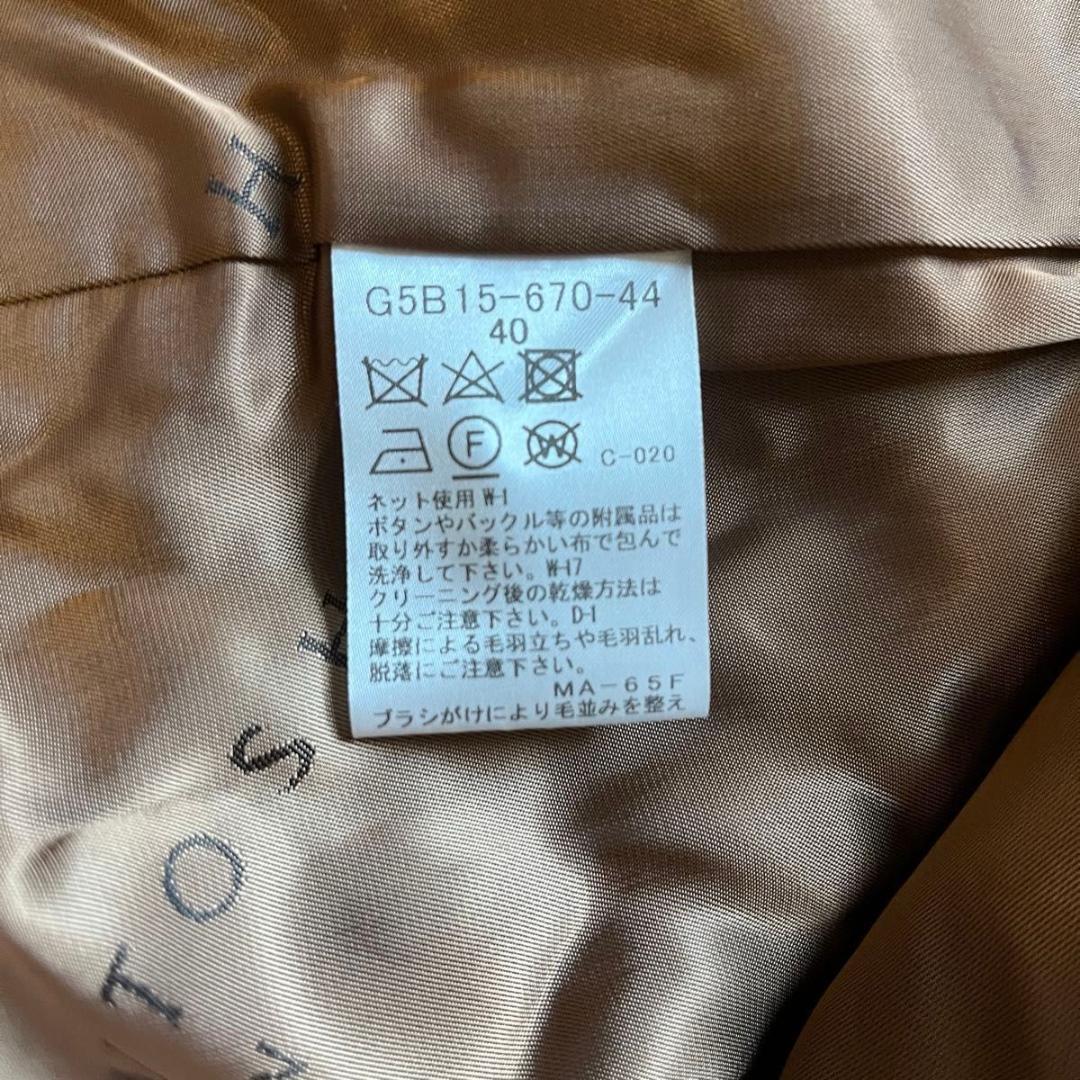 H
G5B15-670-44
40
F
W
C-020
ネット使用 W-1
ボタンやバックル等の附属品は
取り外すか柔らかい布で包んで
洗浄して下さい。W-17
クリーニング後の乾燥方法は
十分ご注意下さい。D-1
摩擦による毛羽立ちや毛羽乱れ、
脱落にご注意下さい。
MA-65F
ブラシがけにより毛並みを整え
S
O
T